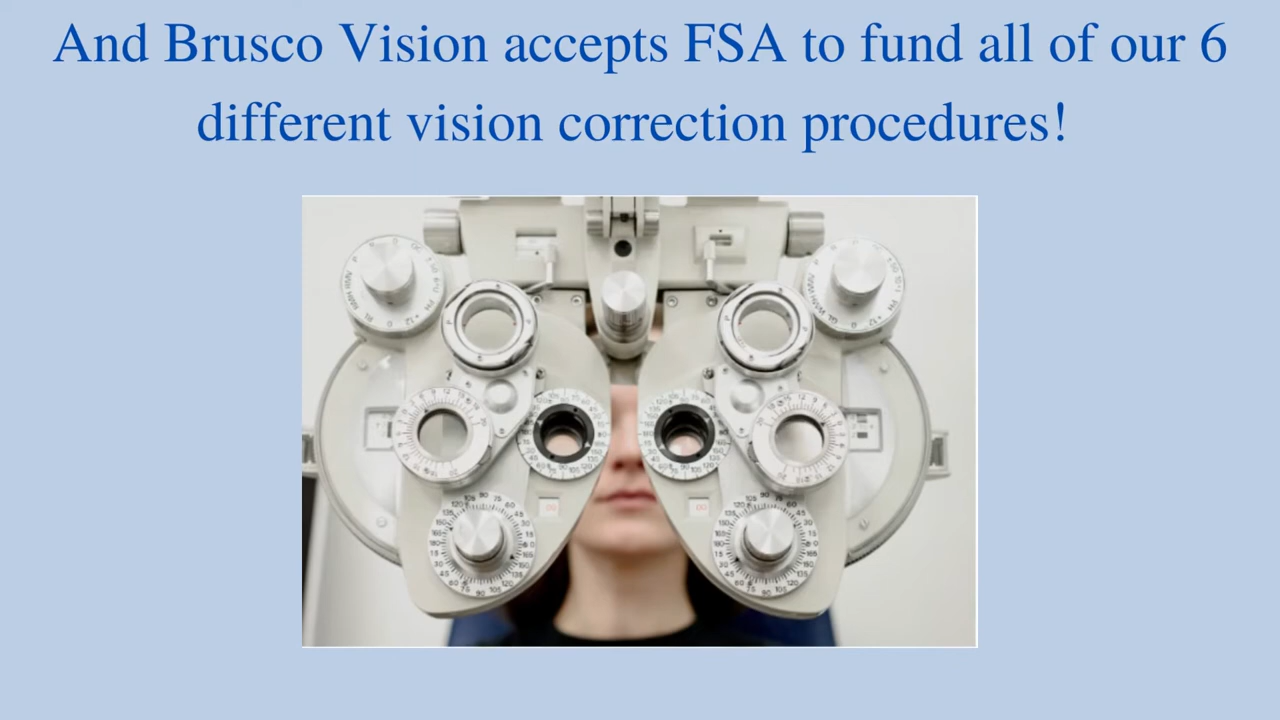 And Brusco Vision accepts FSA to fund all of our 6
different vision correction procedures!